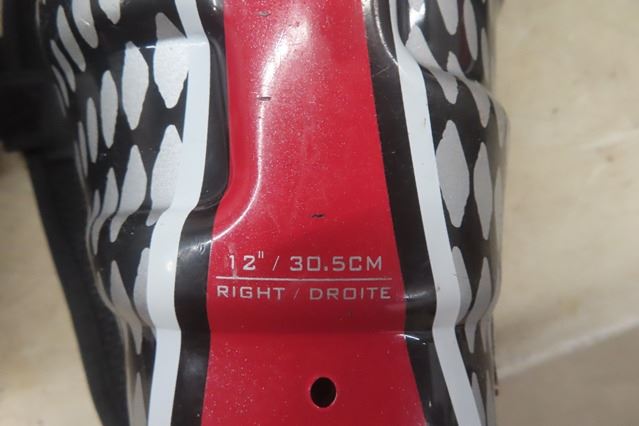 12" / 30.5CM
RIGHT / DROITE